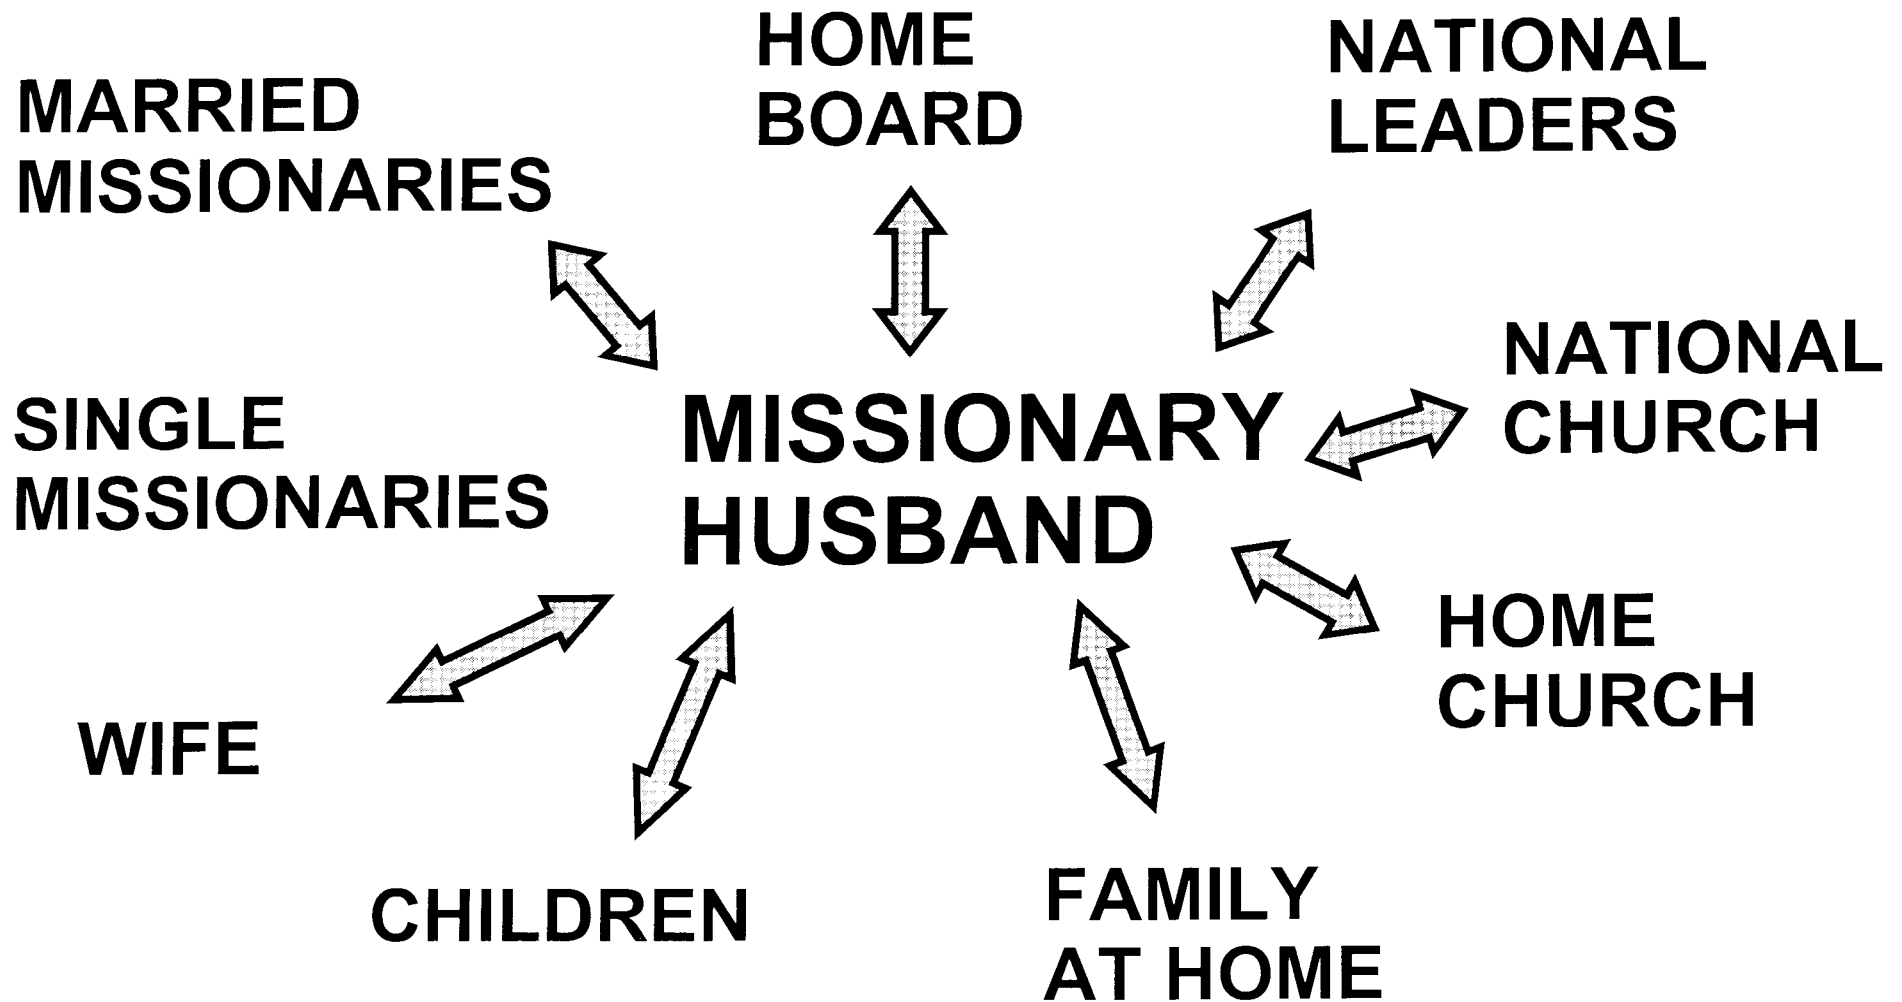 HOME
BOARD
NATIONAL
LEADERS
MARRIED
MISSIONARIES
NATIONAL
CHURCH
SINGLE
MISSIONARIES
MISSIONARY
HUSBAND
HOME
CHURCH
WIFE
CHILDREN
FAMILY
AT HOME